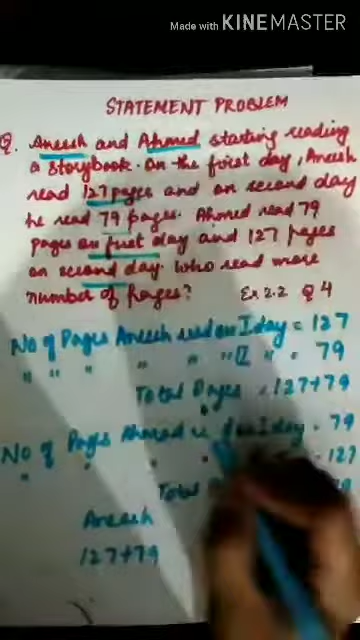 Made with KINEMASTER
STATEMENT PROBLEM
Q. Aneesh and Ahmed starting reading
a storybook. On the first day, Aneesh
read 127 pages and on second day
he read 79 pages. Ahmed read 79
pages on first day and 127 pages
on second day. Who read more
number of pages? Ex 2.2 Q 4
No of Pages Aneesh read on I day = 127
" " " " " " II " = 79
Total Pages = 127+79
No of Pages Ahmed on I day = 79
" " = 127
Total
Aneesh
127+79